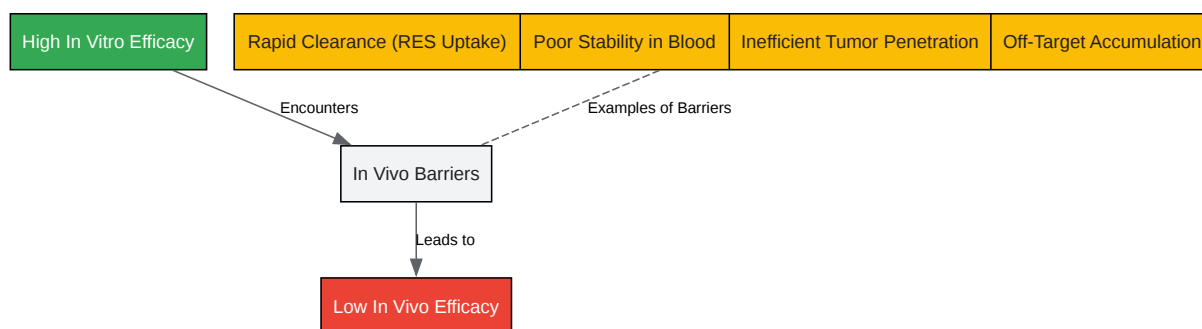 High In Vitro Efficacy
Rapid Clearance (RES Uptake)
Poor Stability in Blood
Inefficient Tumor Penetration
Off-Target Accumulation
Encounters
Examples of Barriers
In Vivo Barriers
Leads to
Low In Vivo Efficacy